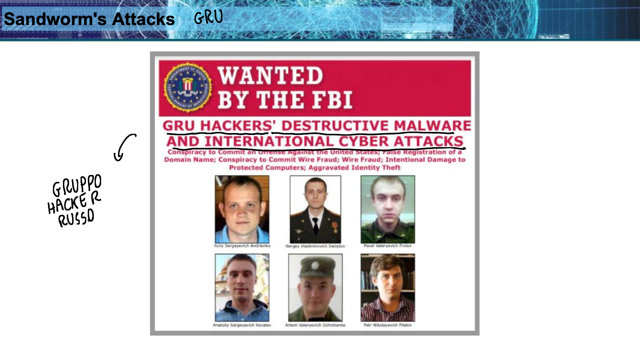 Sandworm's Attacks GRU
WANTED
BY THE FBI
GRU HACKERS' DESTRUCTIVE MALWARE
AND INTERNATIONAL CYBER ATTACKS
Conspiracy to Commit an Offense Against the United States; False Registration of a
Domain Name; Conspiracy to Commit Wire Fraud; Wire Fraud; Intentional Damage to
Protected Computers; Aggravated Identity Theft
GRUPPO
HACKER
RUSSO
Yuriy Sergeyevich Andrienko
Sergey Vladimirovich Detistov
Pavel Valeryevich Frolov
Anatoliy Sergeyevich Kovalev
Artem Valeryevich Ochichenko
Petr Nikolayevich Pliskin